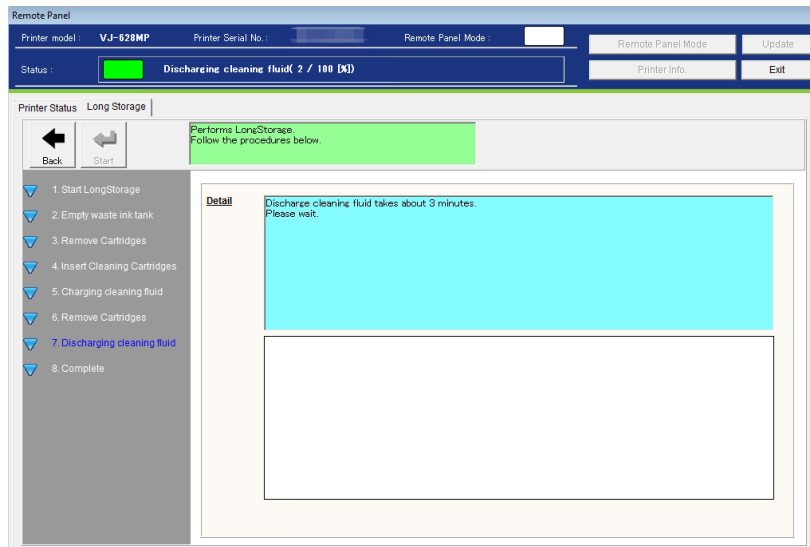 Remote Panel
Printer model : VJ-628MP Printer Serial No. : Remote Panel Mode :
Remote Panel Mode Update
Status : Discharging cleaning fluid( 2 / 100 [%])
Printer Info. Exit
Printer Status Long Storage
Back Start
Performs LongStorage.
Follow the procedures below.
1. Start LongStorage
2. Empty waste ink tank
3. Remove Cartridges
4. Insert Cleaning Cartridges
5. Charging cleaning fluid
6. Remove Cartridges
7. Discharging cleaning fluid
8. Complete
Detail
Discharge cleaning fluid takes about 3 minutes.
Please wait.